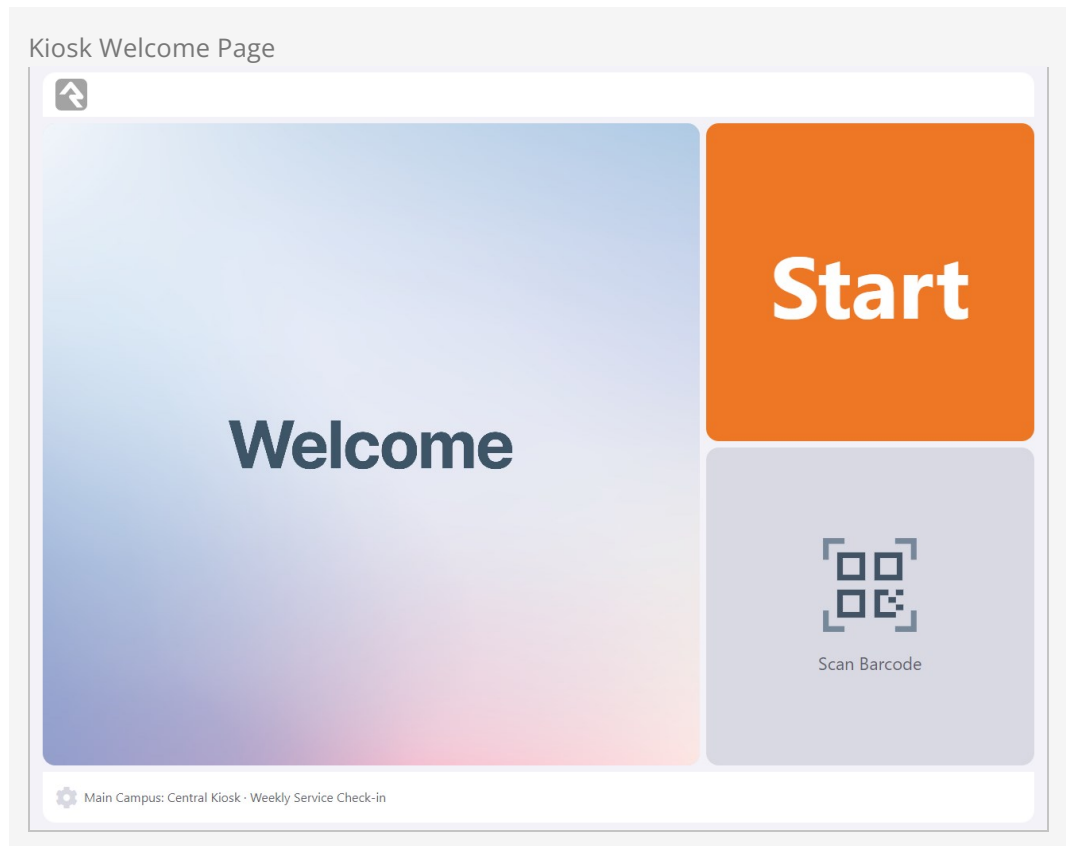 Kiosk Welcome Page
Welcome
Start
Scan Barcode
Main Campus: Central Kiosk · Weekly Service Check-in